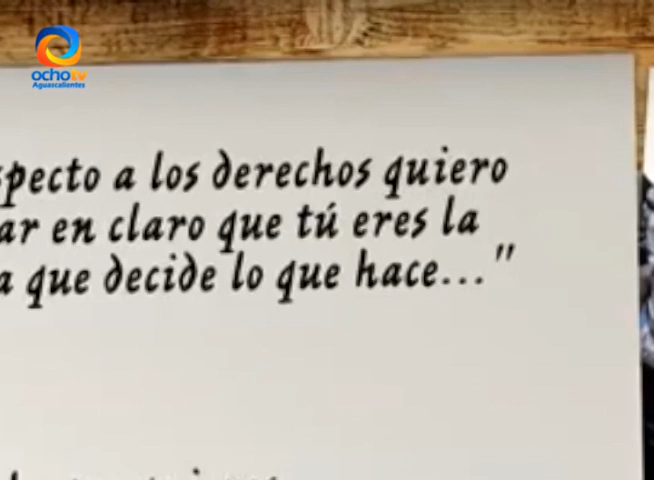 ocho tv
Aguascalientes
specto a los derechos quiero
ar en claro que tú eres la
a que decide lo que hace..."